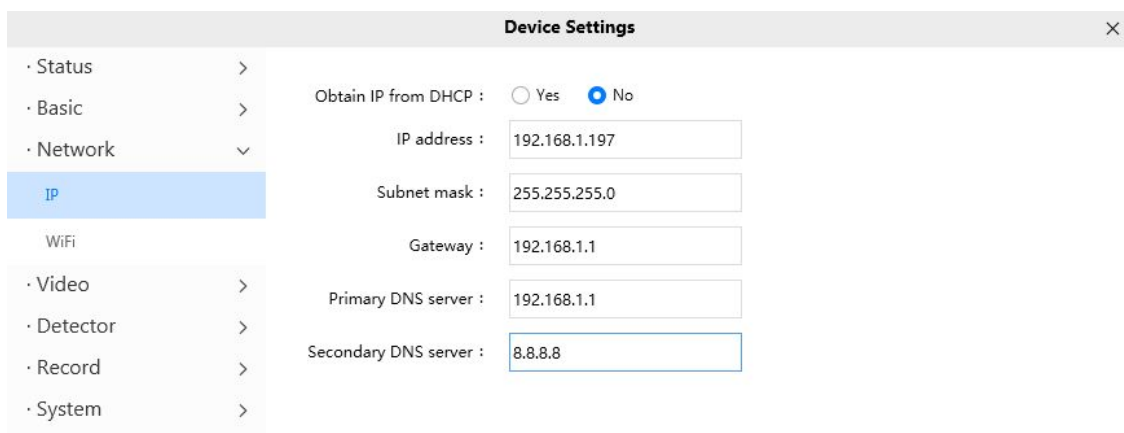 Device Settings
· Status
· Basic
· Network
IP
WiFi
· Video
· Detector
· Record
· System
Obtain IP from DHCP : Yes No
IP address : 192.168.1.197
Subnet mask : 255.255.255.0
Gateway : 192.168.1.1
Primary DNS server : 192.168.1.1
Secondary DNS server : 8.8.8.8